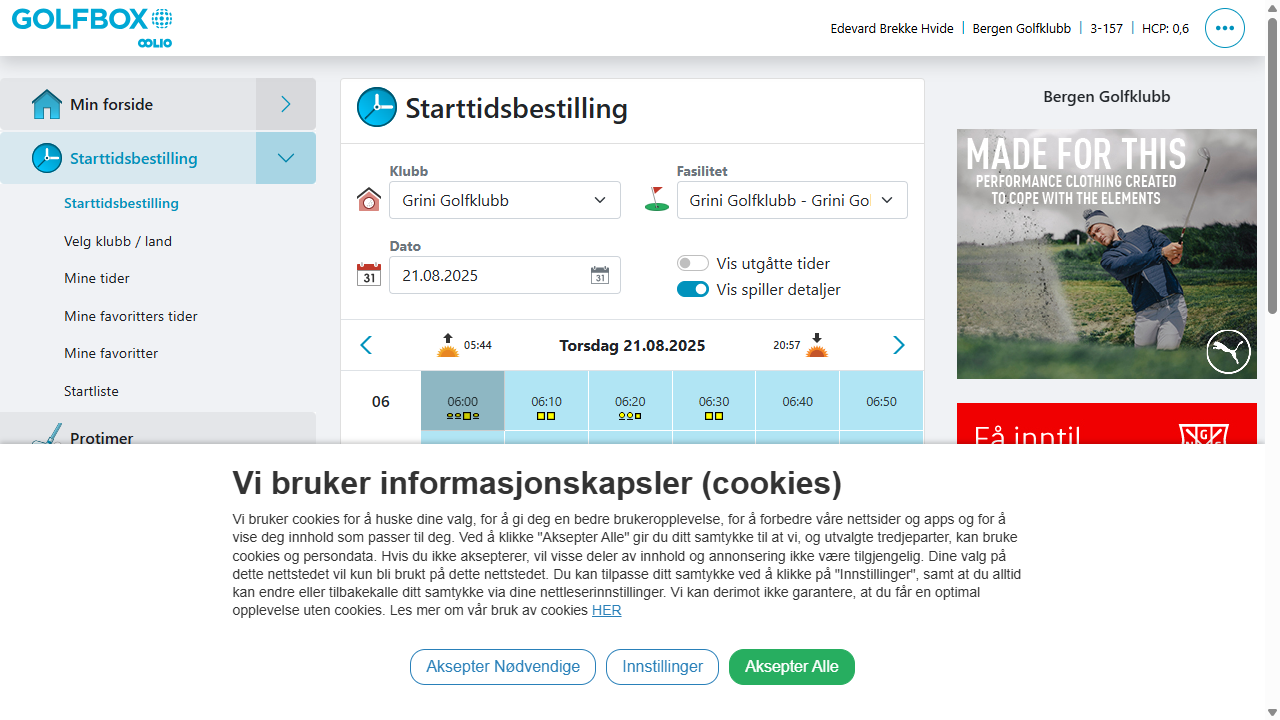 GOLFBOX
OOLIO
Edevard Brekke Hvide | Bergen Golfklubb | 3-157 | HCP: 0,6
Min forside
Starttidsbestilling
Starttidsbestilling
Velg klubb / land
Mine tider
Mine favoritters tider
Mine favoritter
Startliste
Protimer
Starttidsbestilling
Klubb
Fasilitet
Grini Golfklubb
Grini Golfklubb - Grini Gol
Dato
21.08.2025
31
31
Vis utgåtte tider
Vis spiller detaljer
05:44
Torsdag 21.08.2025
20:57
06
06:00
06:10
06:20
06:30
06:40
06:50
Bergen Golfklubb
MADE FOR THIS
PERFORMANCE CLOTHING CREATED
TO COPE WITH THE ELEMENTS
Få inntil
Vi bruker informasjonskapsler (cookies)
Vi bruker cookies for å huske dine valg, for å gi deg en bedre brukeropplevelse, for å forbedre våre nettsider og apps og for å
vise deg innhold som passer til deg. Ved å klikke "Aksepter Alle" gir du ditt samtykke til at vi, og utvalgte tredjeparter, kan bruke
cookies og persondata. Hvis du ikke aksepterer, vil visse deler av innhold og annonsering ikke være tilgjengelig. Dine valg på
dette nettstedet vil kun bli brukt på dette nettstedet. Du kan tilpasse ditt samtykke ved å klikke på "Innstillinger", samt at du alltid
kan endre eller tilbakekalle ditt samtykke via dine nettleserinnstillinger. Vi kan derimot ikke garantere, at du får en optimal
opplevelse uten cookies. Les mer om vår bruk av cookies HER
Aksepter Nødvendige
Innstillinger
Aksepter Alle